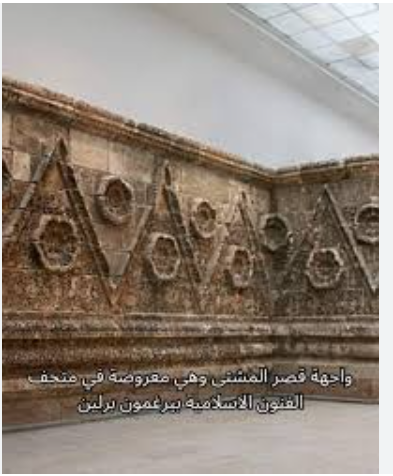 واجهة قصر المشتى وهي معروضة في متحف
الفنون الاسلامية ببرغمون برلين